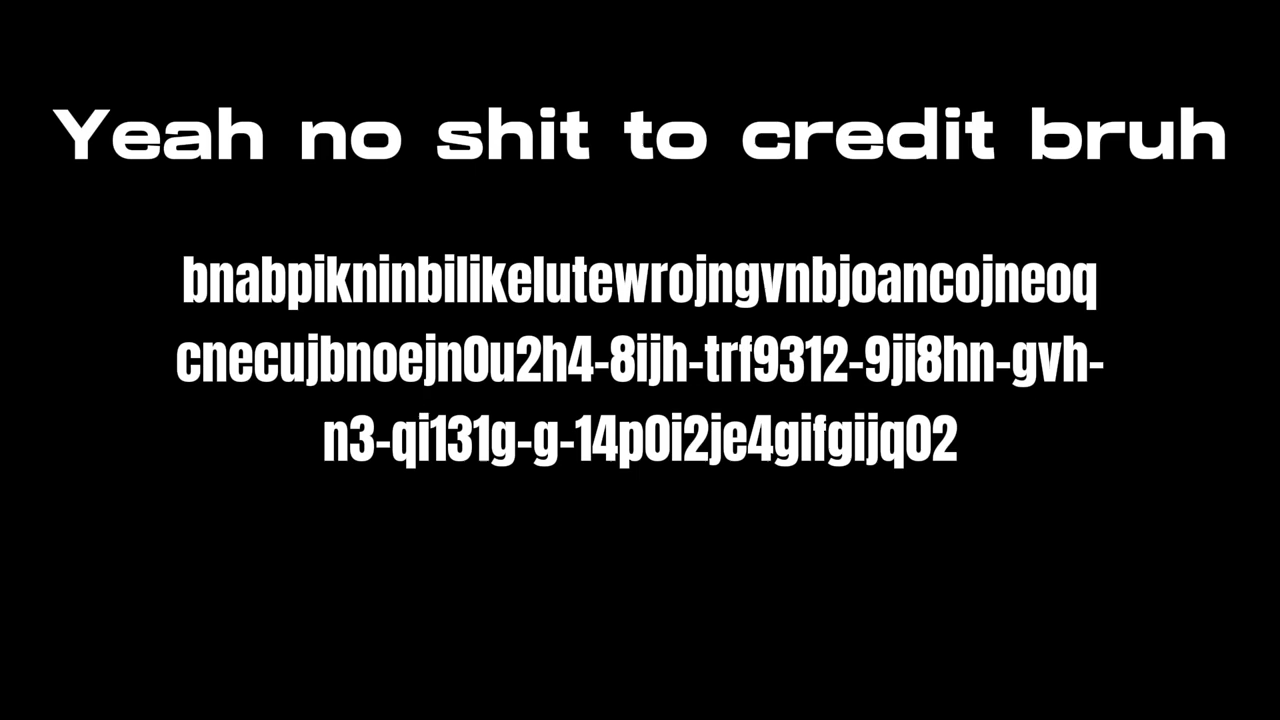 Yeah no shit to credit bruh
bnabpikninbilikelutewrojngvnbjoancojneoq
cnecujbnoejn0u2h4-8ijh-trf9312-9ji8hn-gvh-
n3-qi131g-g-14p0i2je4gifgijq02